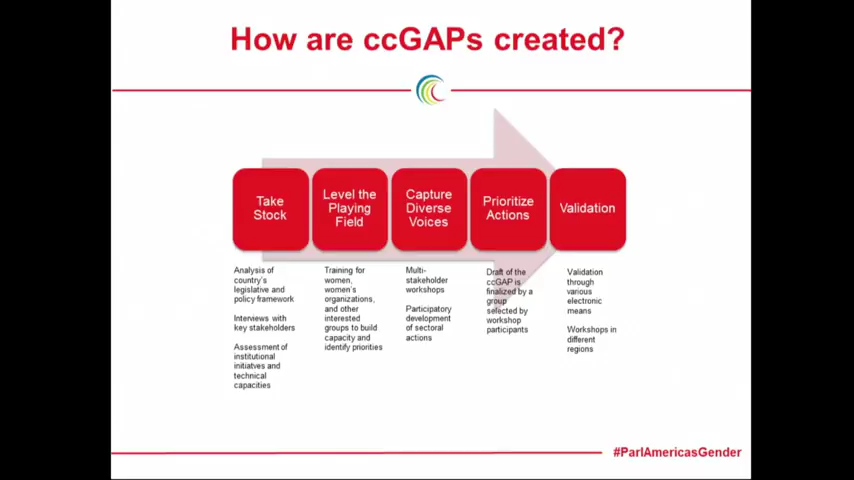 How are ccGAPs created?
Take
Stock
Level the
Playing
Field
Capture
Diverse
Voices
Prioritize
Actions
Validation
Analysis of
country's
legislative and
policy framework
Interviews with
key stakeholders
Assessment of
institutional
initiatves and
technical
capacities
Training for
women,
women's
organizations,
and other
interested
groups to build
capacity and
identify priorities
Multi-
stakeholder
workshops
Participatory
development
of sectoral
actions
Draft of the
ccGAP is
finalized by a
group
selected by
workshop
participants
Validation
through
various
electronic
means
Workshops in
different
regions
#ParlAmericasGender